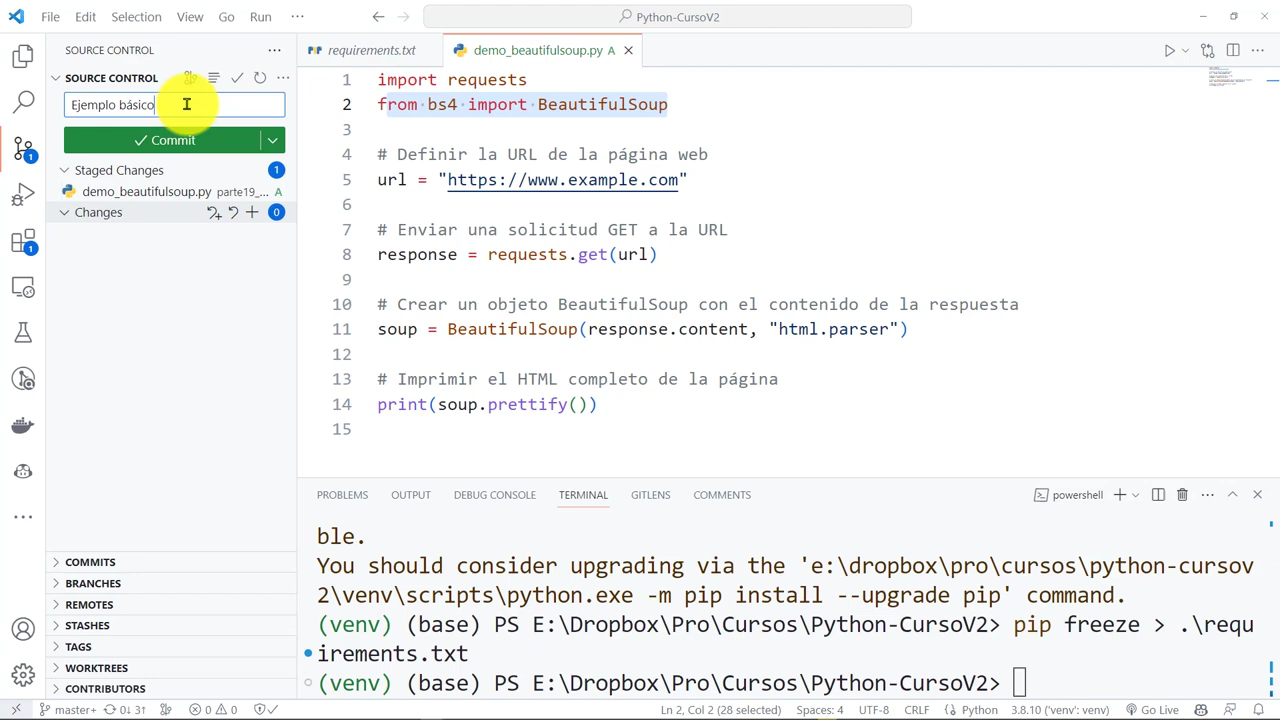 File Edit Selection View Go Run ···
Python-CursoV2
SOURCE CONTROL ···
SOURCE CONTROL ···
Ejemplo básico
Commit
Staged Changes 1
demo_beautifulsoup.py parte19_... A
Changes 0
1
1
COMMITS
BRANCHES
REMOTES
STASHES
TAGS
WORKTREES
CONTRIBUTORS
requirements.txt demo_beautifulsoup.py A
1 import requests
2 from·bs4·import·BeautifulSoup
3
4 # Definir la URL de la página web
5 url = "https://www.example.com"
6
7 # Enviar una solicitud GET a la URL
8 response = requests.get(url)
9
10 # Crear un objeto BeautifulSoup con el contenido de la respuesta
11 soup = BeautifulSoup(response.content, "html.parser")
12
13 # Imprimir el HTML completo de la página
14 print(soup.prettify())
15
PROBLEMS OUTPUT DEBUG CONSOLE TERMINAL GITLENS COMMENTS powershell
ble.
You should consider upgrading via the 'e:\dropbox\pro\cursos\python-cursov
2\venv\scripts\python.exe -m pip install --upgrade pip' command.
(venv) (base) PS E:\Dropbox\Pro\Cursos\Python-CursoV2> pip freeze > .\requ
irements.txt
(venv) (base) PS E:\Dropbox\Pro\Cursos\Python-CursoV2>
master+ 0↓ 3↑ 0 0 Ln 2, Col 2 (28 selected) Spaces: 4 UTF-8 CRLF Python 3.8.10 ('venv': venv) Go Live